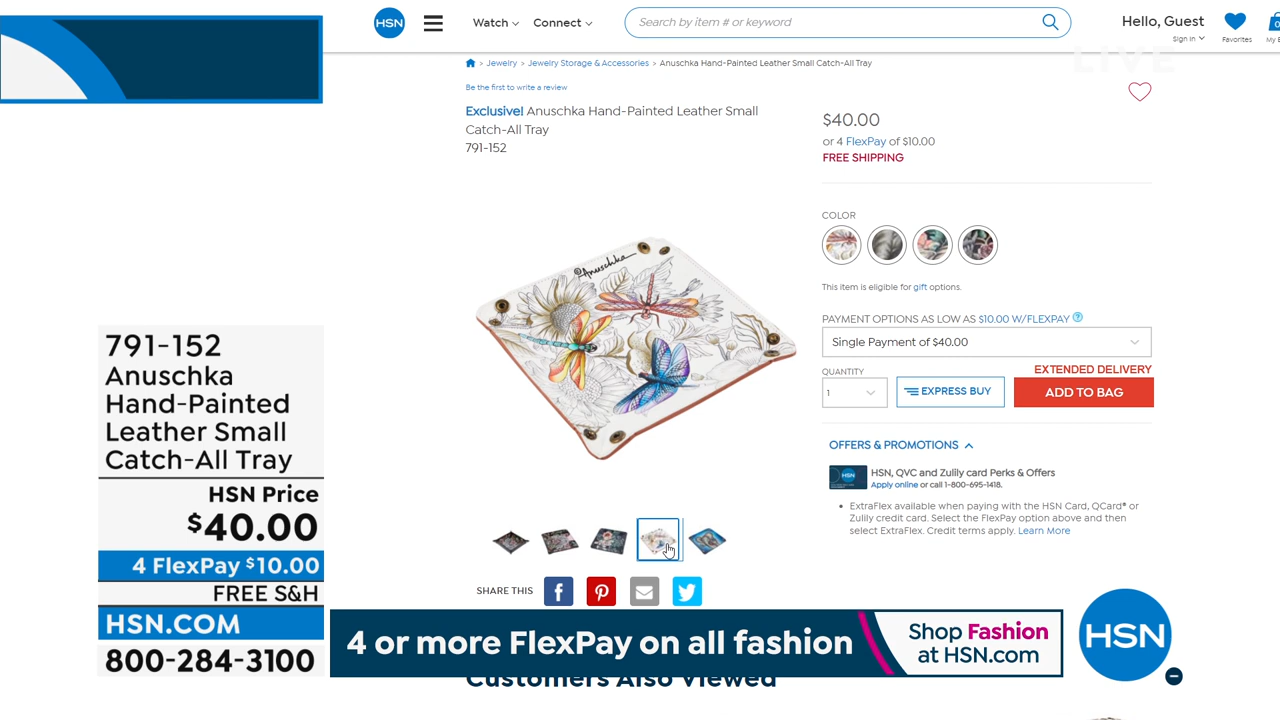 HSN
Watch
Connect
Search by item # or keyword
Hello, Guest
Sign In
Favorites
0
LIVE
> Jewelry > Jewelry Storage & Accessories > Anuschka Hand-Painted Leather Small Catch-All Tray
Be the first to write a review
Exclusive! Anuschka Hand-Painted Leather Small
Catch-All Tray
791-152
$40.00
or 4 FlexPay of $10.00
FREE SHIPPING
COLOR
This item is eligible for gift options.
PAYMENT OPTIONS AS LOW AS $10.00 W/FLEXPAY ?
Single Payment of $40.00
EXTENDED DELIVERY
QUANTITY
1
EXPRESS BUY
ADD TO BAG
OFFERS & PROMOTIONS
HSN
HSN, QVC and Zulily card Perks & Offers
Apply online or call 1-800-695-1418.
• ExtraFlex available when paying with the HSN Card, QCard® or
Zulily credit card. Select the FlexPay option above and then
select ExtraFlex. Credit terms apply. Learn More
©Anuschka
SHARE THIS
791-152
Anuschka
Hand-Painted
Leather Small
Catch-All Tray
HSN Price
$40.00
4 FlexPay $10.00
FREE S&H
HSN.COM
800-284-3100
4 or more FlexPay on all fashion
Shop Fashion
at HSN.com
HSN
Customers Also Viewed